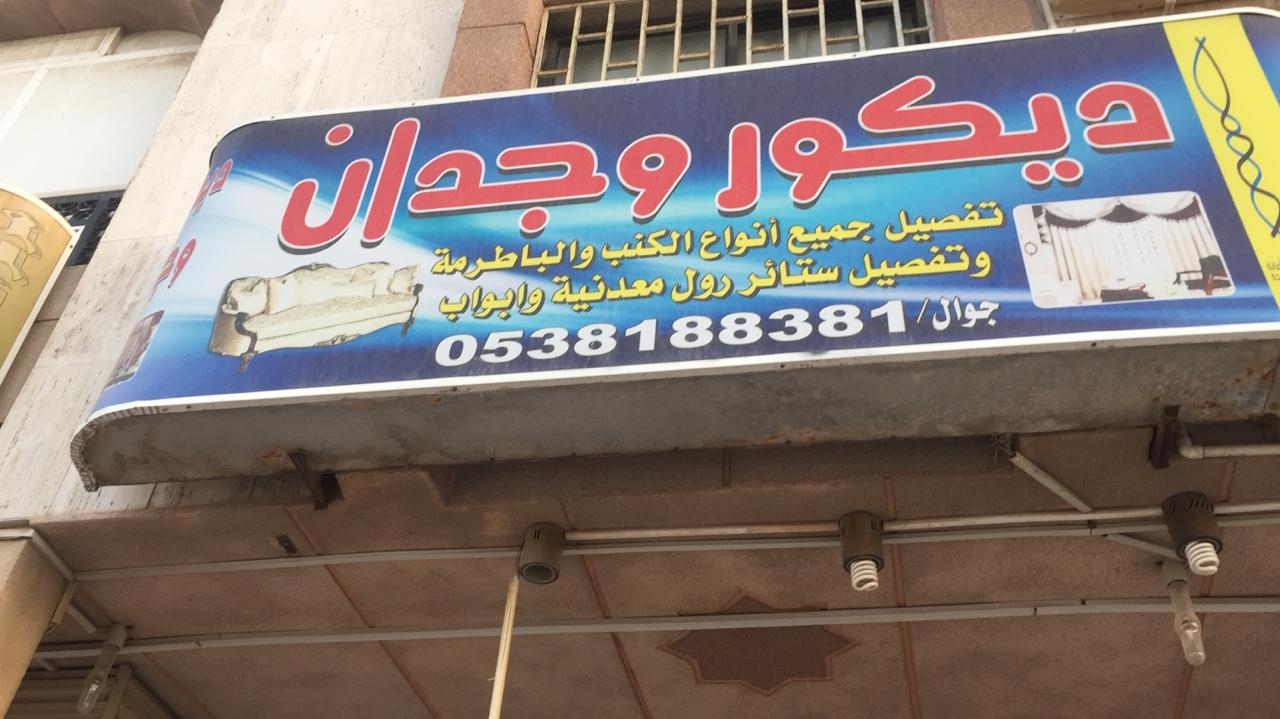 ديكور وجدان
تفصيل جميع أنواع الكنب والباطرمة
وتفصيل ستائر رول معدنية وابواب
جوال/ 0538188381